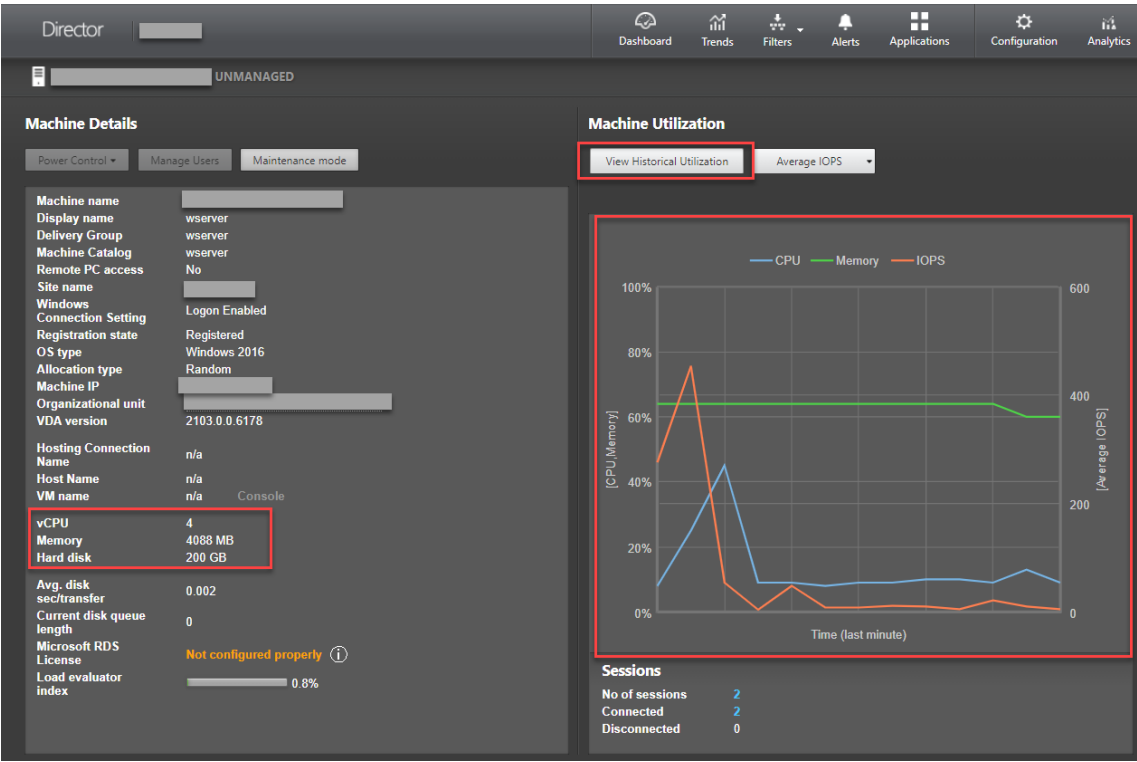 Director
Dashboard Trends Filters Alerts Applications Configuration Analytics
UNMANAGED
Machine Details
Power Control Manage Users Maintenance mode
Machine name
Display name wserver
Delivery Group wserver
Machine Catalog wserver
Remote PC access No
Site name
Windows
Connection Setting Logon Enabled
Registration state Registered
OS type Windows 2016
Allocation type Random
Machine IP
Organizational unit
VDA version 2103.0.0.6178
Hosting Connection
Name n/a
Host Name n/a
VM name n/a Console
vCPU 4
Memory 4088 MB
Hard disk 200 GB
Avg. disk
sec/transfer 0.002
Current disk queue
length 0
Microsoft RDS
License Not configured properly i
Load evaluator
index 0.8%
Machine Utilization
View Historical Utilization Average IOPS
CPU Memory IOPS
100% 600
80%
400
60%
40%
200
20%
0% 0
[CPU,Memory]
[Average IOPS]
Time (last minute)
Sessions
No of sessions 2
Connected 2
Disconnected 0